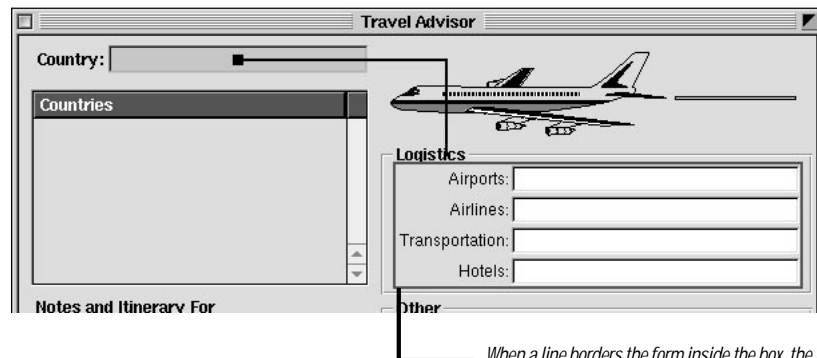 Travel Advisor
Country:
Countries
Logistics
Airports:
Airlines:
Transportation:
Hotels:
Notes and Itinerary For
Other
When a line borders the form inside the box, the